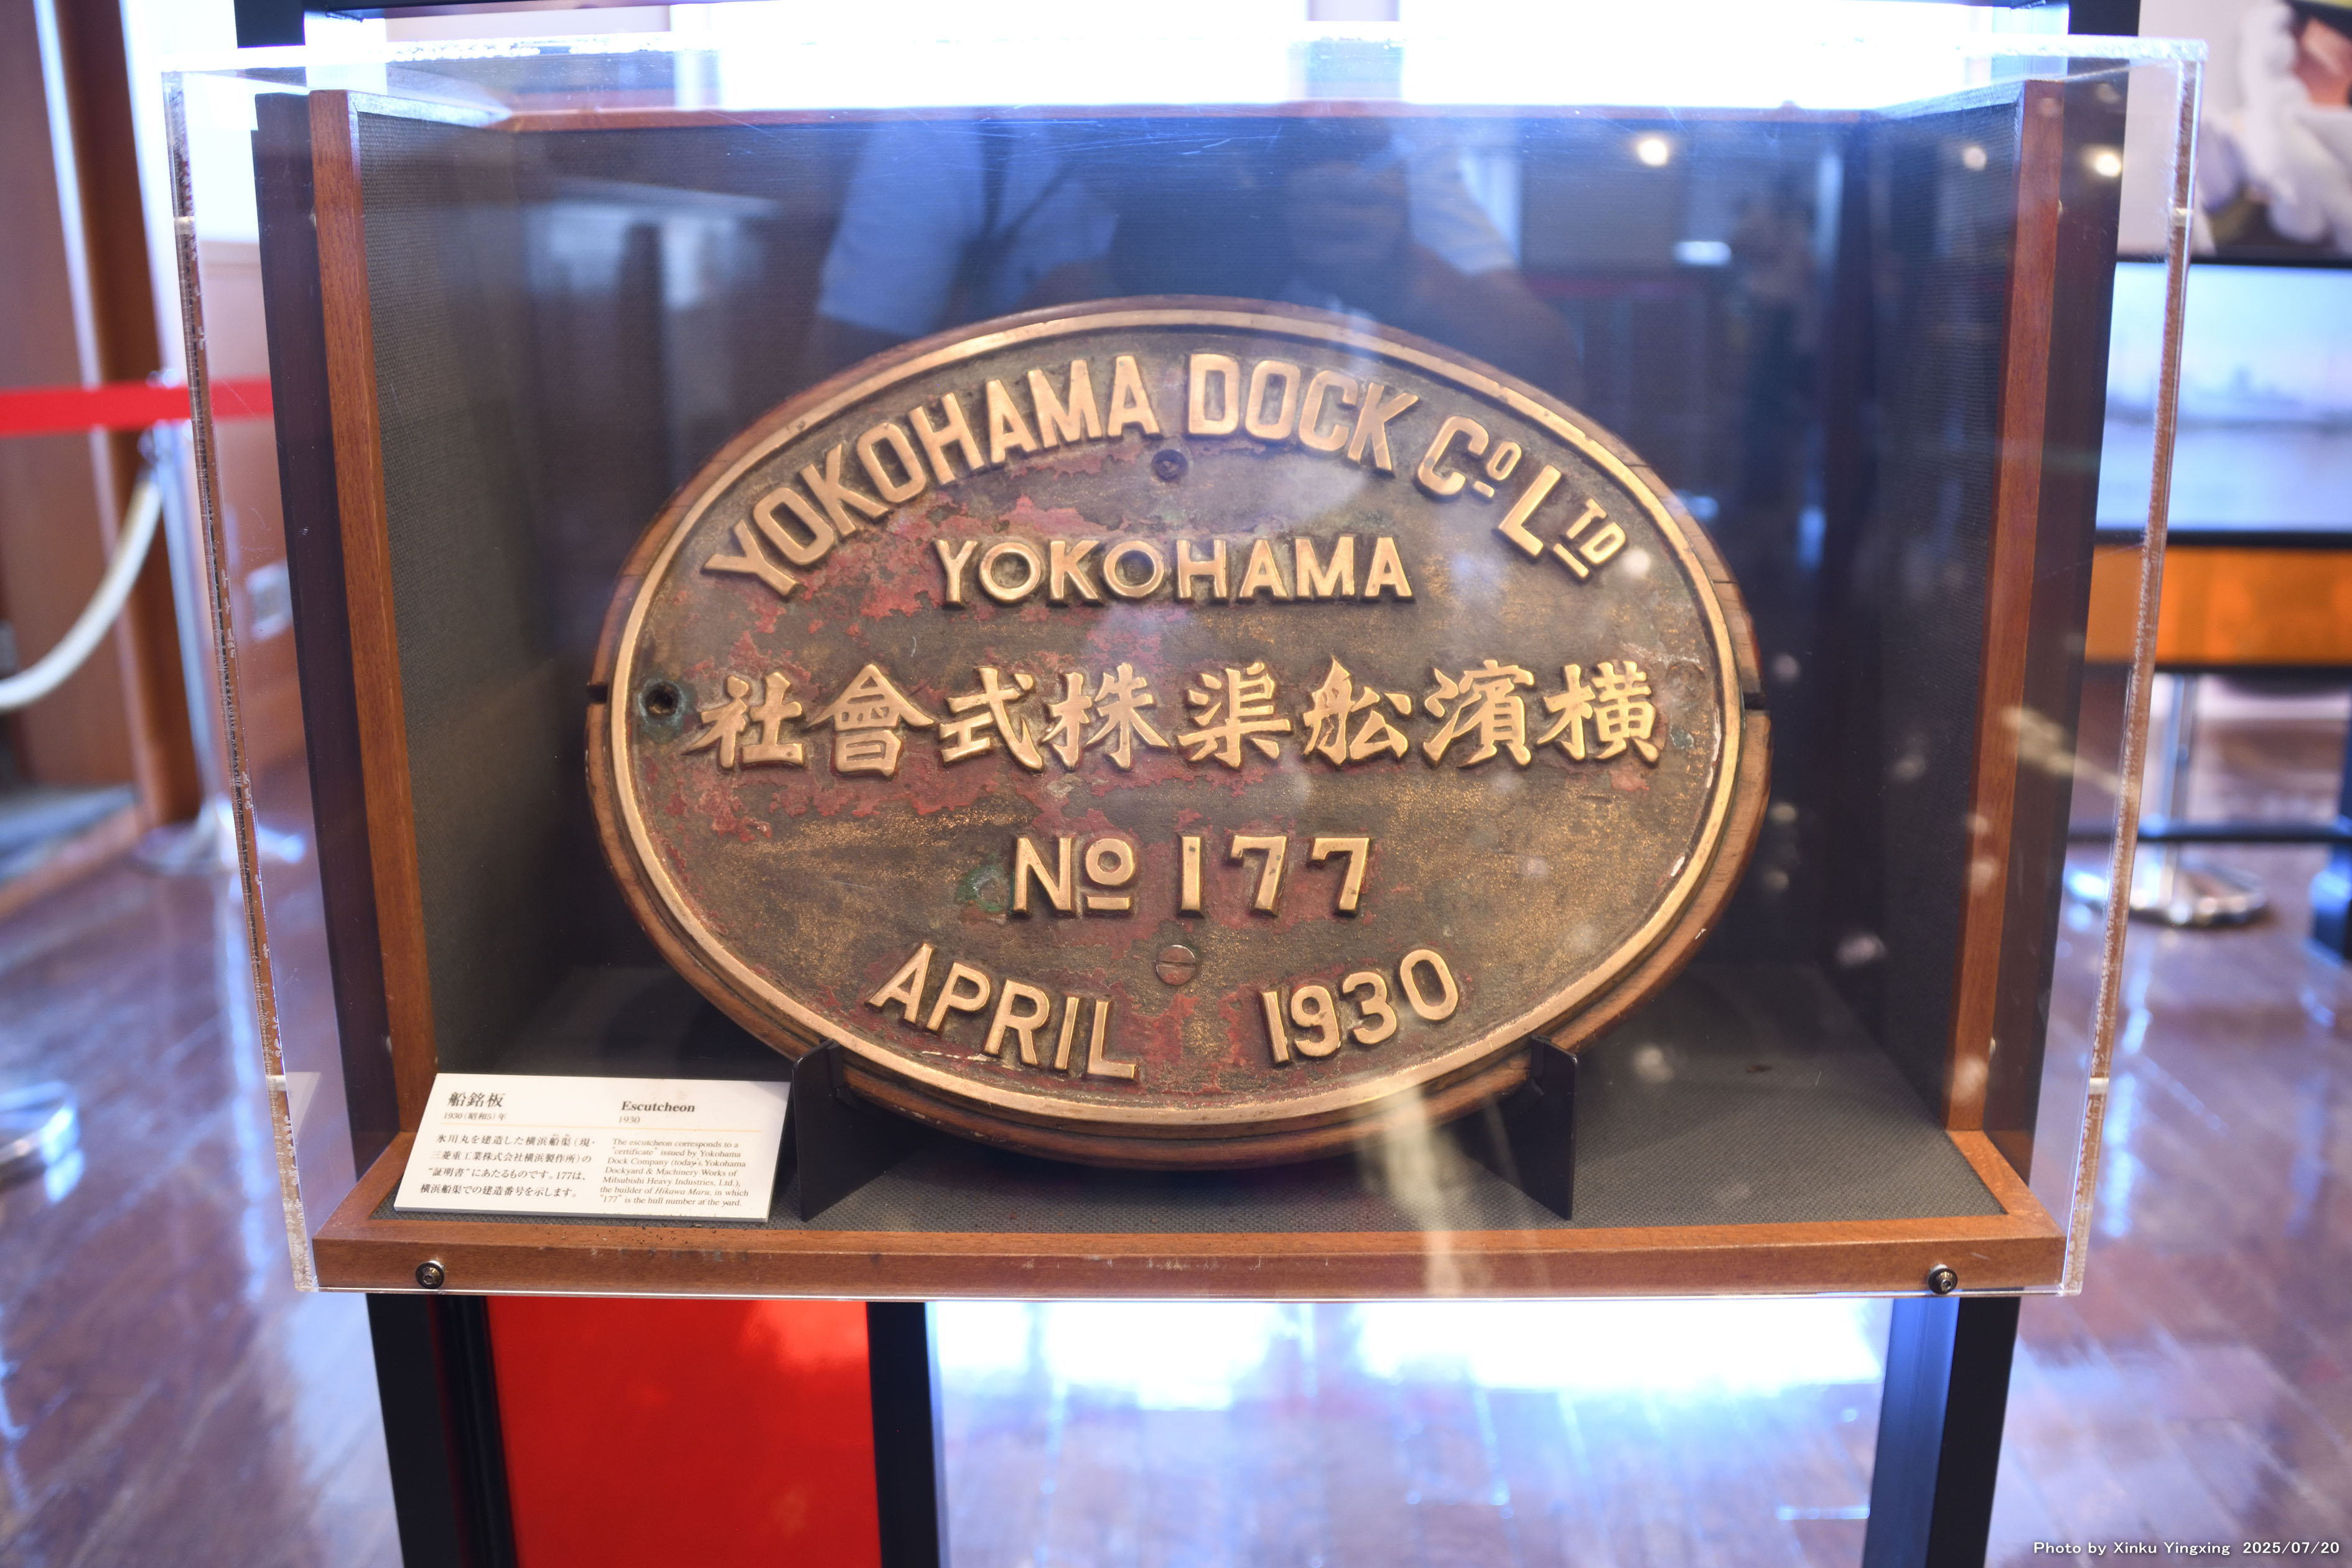 YOKOHAMA DOCK Cº LTD
YOKOHAMA
社會式株渠舩濱横
Nº 177
APRIL 1930
船銘板
1930(昭和5)年
氷川丸を建造した横浜船渠(現・
三菱重工業株式会社横浜製作所)の
“証明書”にあたるものです。177は、
横浜船渠での建造番号を示します。
Escutcheon
1930
The escutcheon corresponds to a
"certificate" issued by Yokohama
Dock Company (today's Yokohama
Dockyard & Machinery Works of
Mitsubishi Heavy Industries, Ltd.),
the builder of Hikawa Maru, in which
"177" is the hull number at the yard.
Photo by Xinku Yingxing 2025/07/20